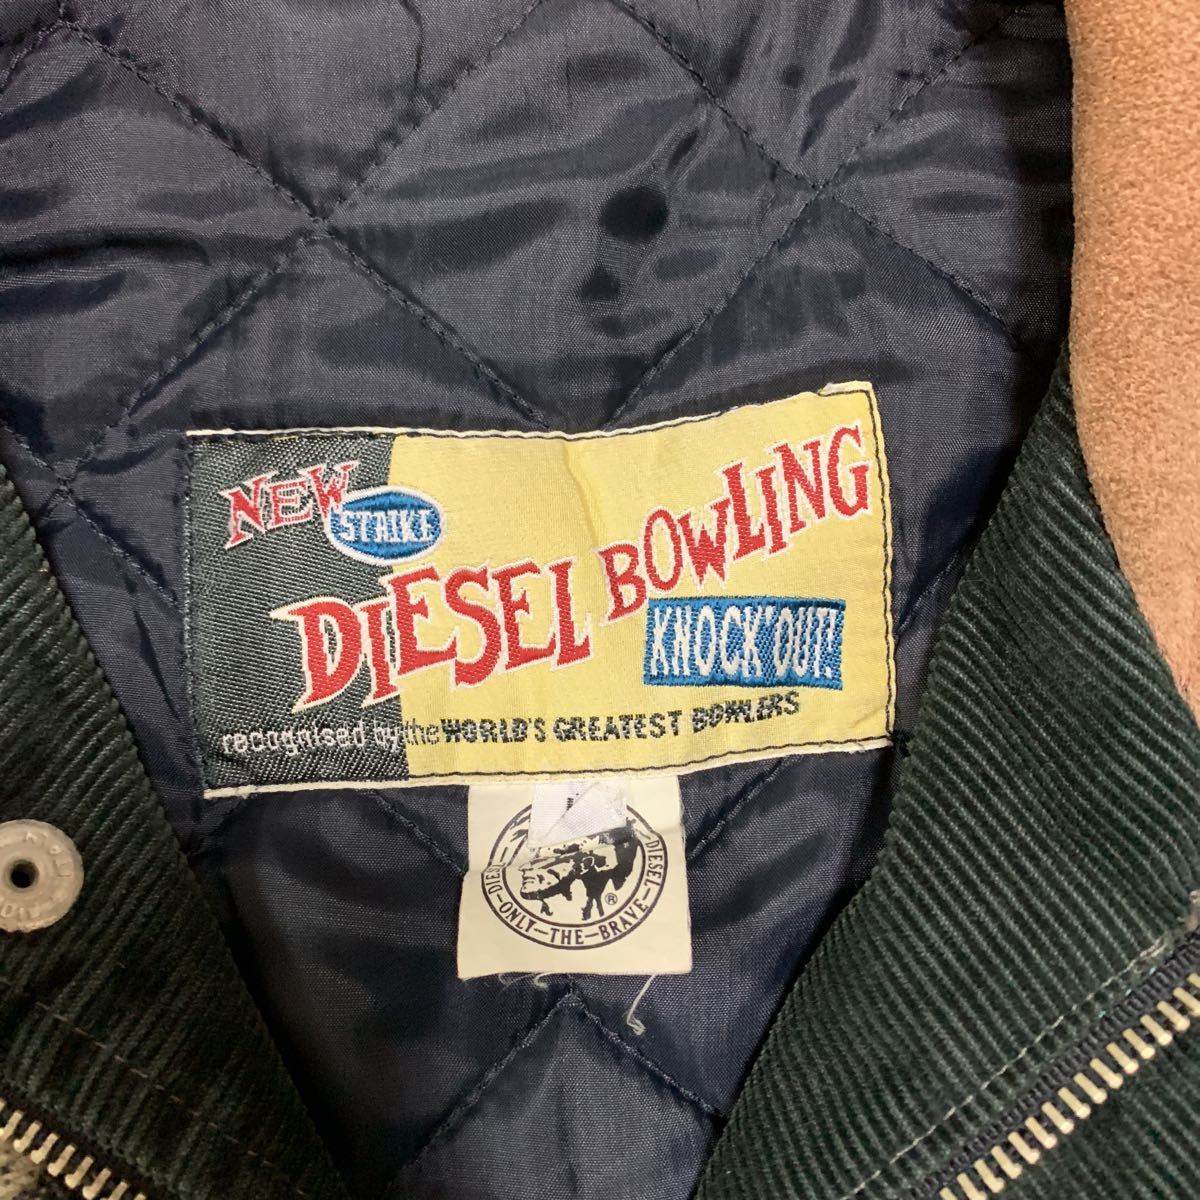 NEW
STRIKE
DIESEL BOWLING
KNOCK'OUT!
recognised by the WORLD'S GREATEST BOWLERS
DIESEL
ONLY—THE—BRAVE
®